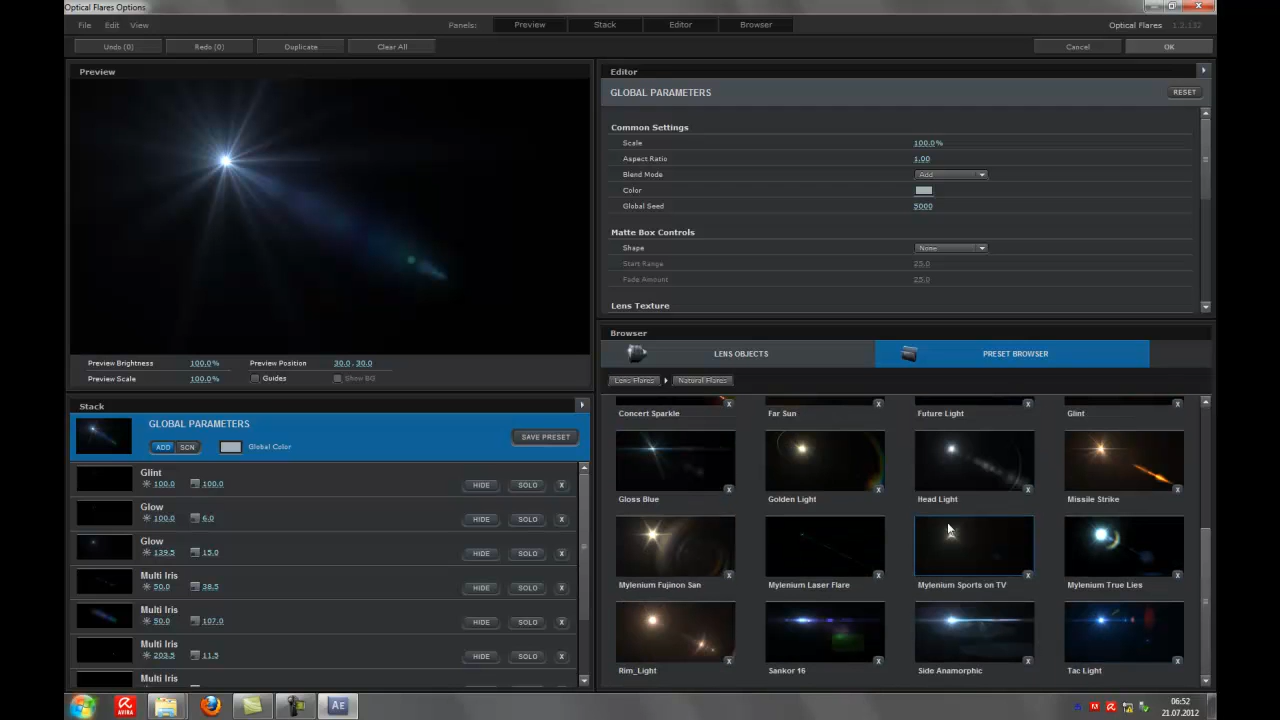 Optical Flares Options
File Edit View Panels: Preview Stack Editor Browser Optical Flares 1.2.132
Undo (0) Redo (0) Duplicate Clear All Cancel OK
Preview
Preview Brightness 100.0% Preview Position 30.0, 30.0
Preview Scale 100.0% Guides Show BG
Stack
GLOBAL PARAMETERS
ADD SCN Global Color SAVE PRESET
Glint
100.0 100.0 HIDE SOLO X
Glow
100.0 6.0 HIDE SOLO X
Glow
139.5 15.0 HIDE SOLO X
Multi Iris
50.0 38.5 HIDE SOLO X
Multi Iris
50.0 107.0 HIDE SOLO X
Multi Iris
203.5 11.5 HIDE SOLO X
Multi Iris
Editor
GLOBAL PARAMETERS RESET
Common Settings
Scale 100.0%
Aspect Ratio 1.00
Blend Mode Add
Color
Global Seed 5000
Matte Box Controls
Shape None
Start Range 25.0
Fade Amount 25.0
Lens Texture
Browser
LENS OBJECTS PRESET BROWSER
Lens Flares Natural Flares
Concert Sparkle X Far Sun X Future Light X Glint X
Gloss Blue X Golden Light X Head Light X Missile Strike X
Mylenium Fujinon San X Mylenium Laser Flare X Mylenium Sports on TV X Mylenium True Lies X
Rim_Light X Sankor 16 X Side Anamorphic X Tac Light X
AVIRA
Ae
06:52
21.07.2012